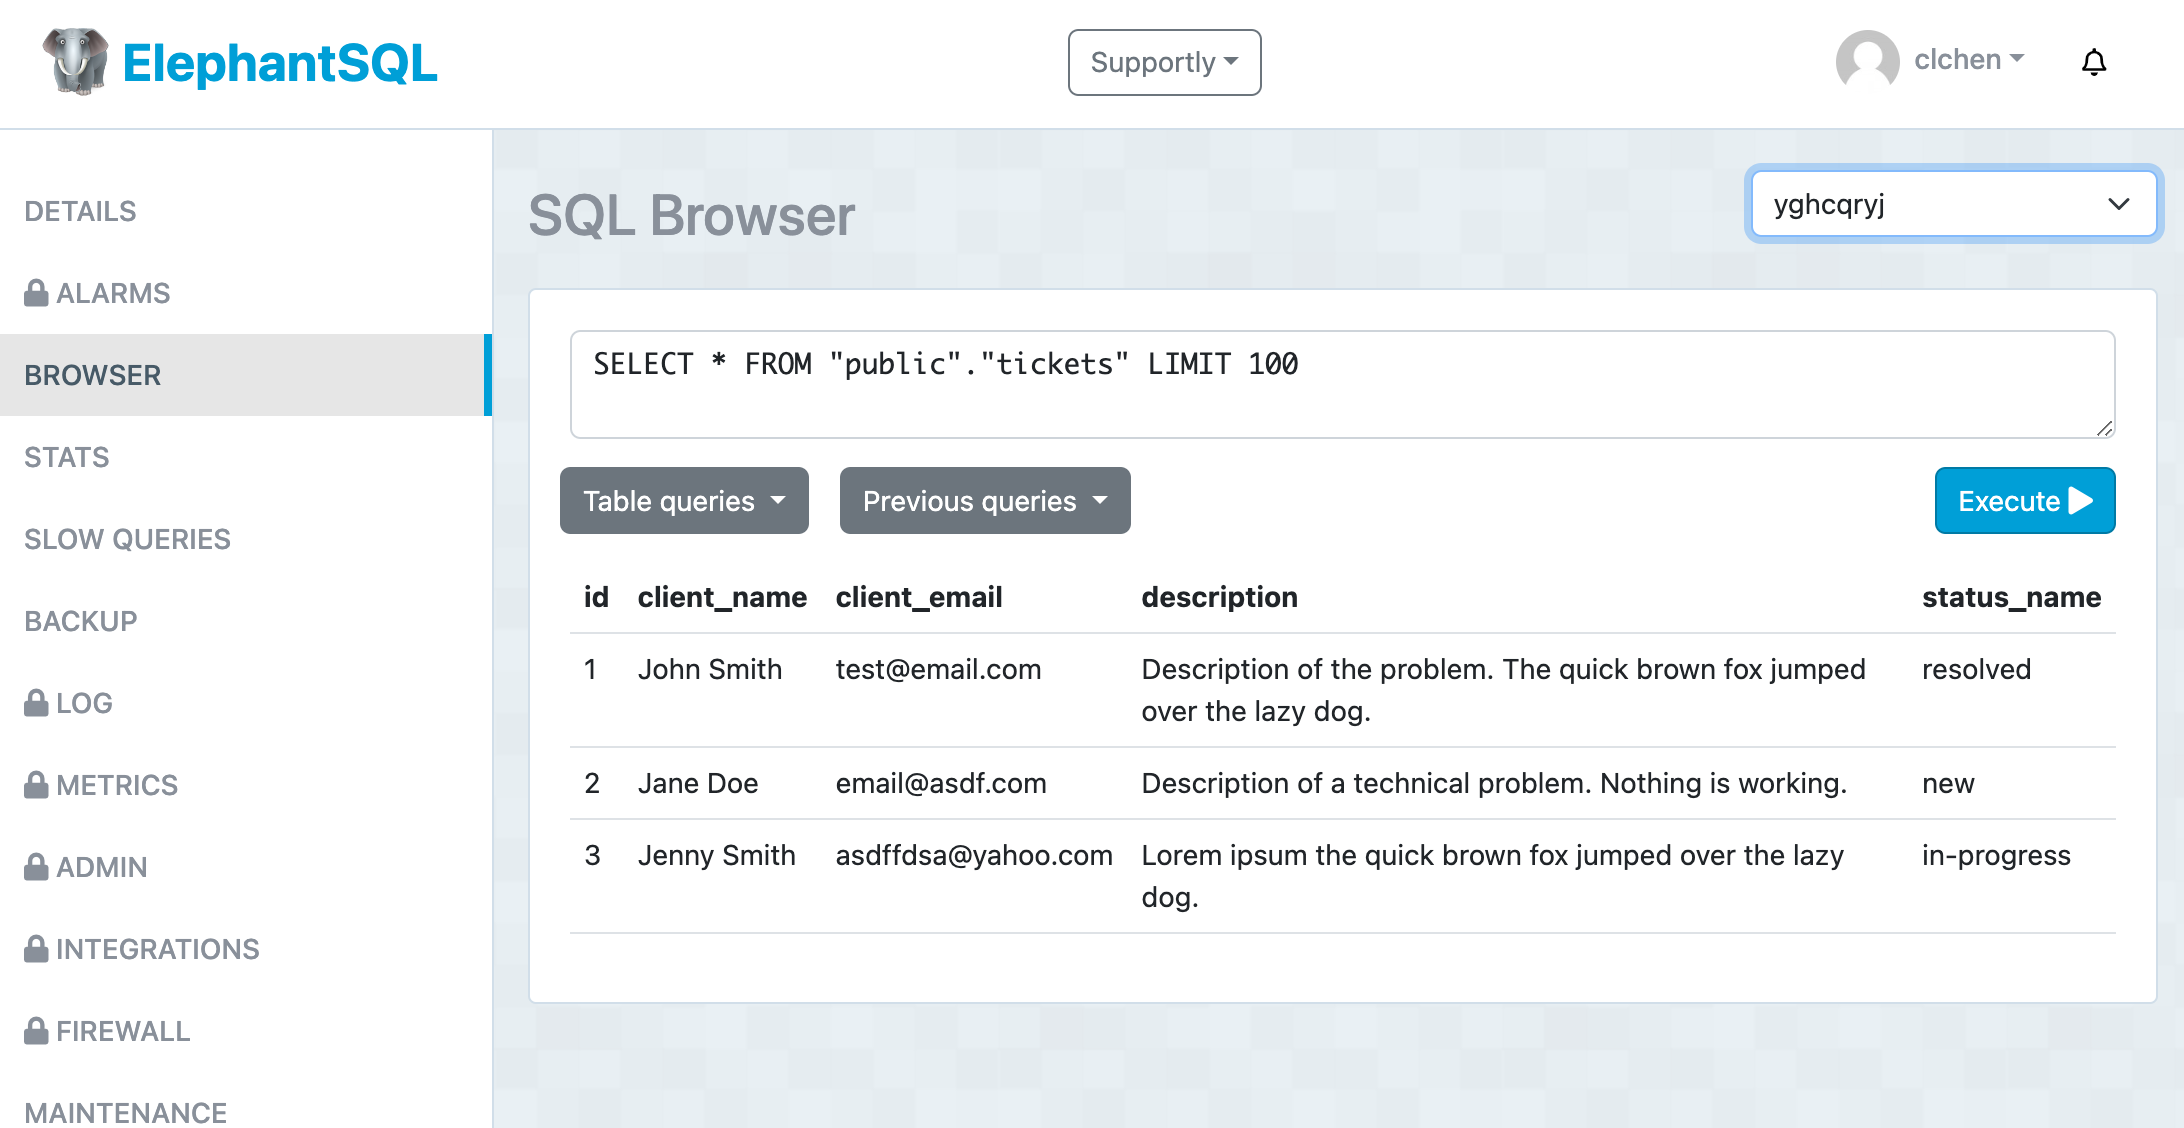 ElephantSQL
Supportly
clchen
DETAILS
ALARMS
BROWSER
STATS
SLOW QUERIES
BACKUP
LOG
METRICS
ADMIN
INTEGRATIONS
FIREWALL
MAINTENANCE
SQL Browser
yghcqryj
SELECT * FROM "public"."tickets" LIMIT 100
Table queries
Previous queries
Execute
id client_name client_email description status_name
1 John Smith test@email.com Description of the problem. The quick brown fox jumped resolved
over the lazy dog.
2 Jane Doe email@asdf.com Description of a technical problem. Nothing is working. new
3 Jenny Smith asdffdsa@yahoo.com Lorem ipsum the quick brown fox jumped over the lazy in-progress
dog.